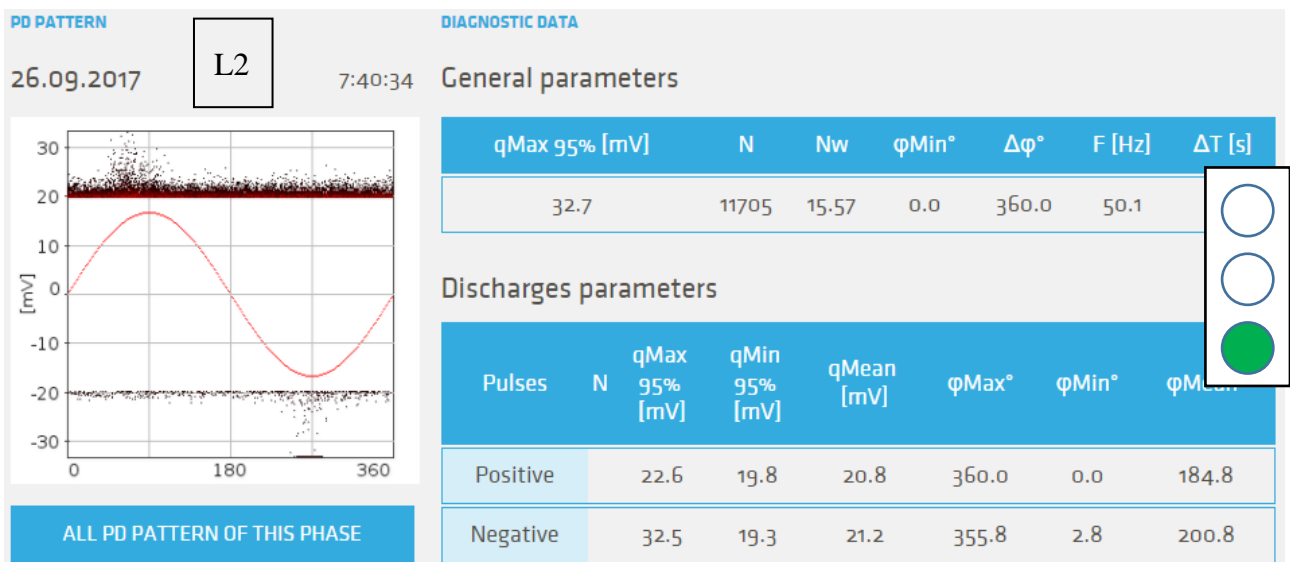 PD PATTERN
26.09.2017 L2 7:40:34
30
20
10
0
-10
-20
-30
[mV]
0 180 360
ALL PD PATTERN OF THIS PHASE
DIAGNOSTIC DATA
General parameters
qMax 95% [mV] N Nw φMin° Δφ° F [Hz] ΔT [s]
32.7 11705 15.57 0.0 360.0 50.1
Discharges parameters
Pulses N qMax 95% [mV] qMin 95% [mV] qMean [mV] φMax° φMin°
Positive 22.6 19.8 20.8 360.0 0.0 184.8
Negative 32.5 19.3 21.2 355.8 2.8 200.8